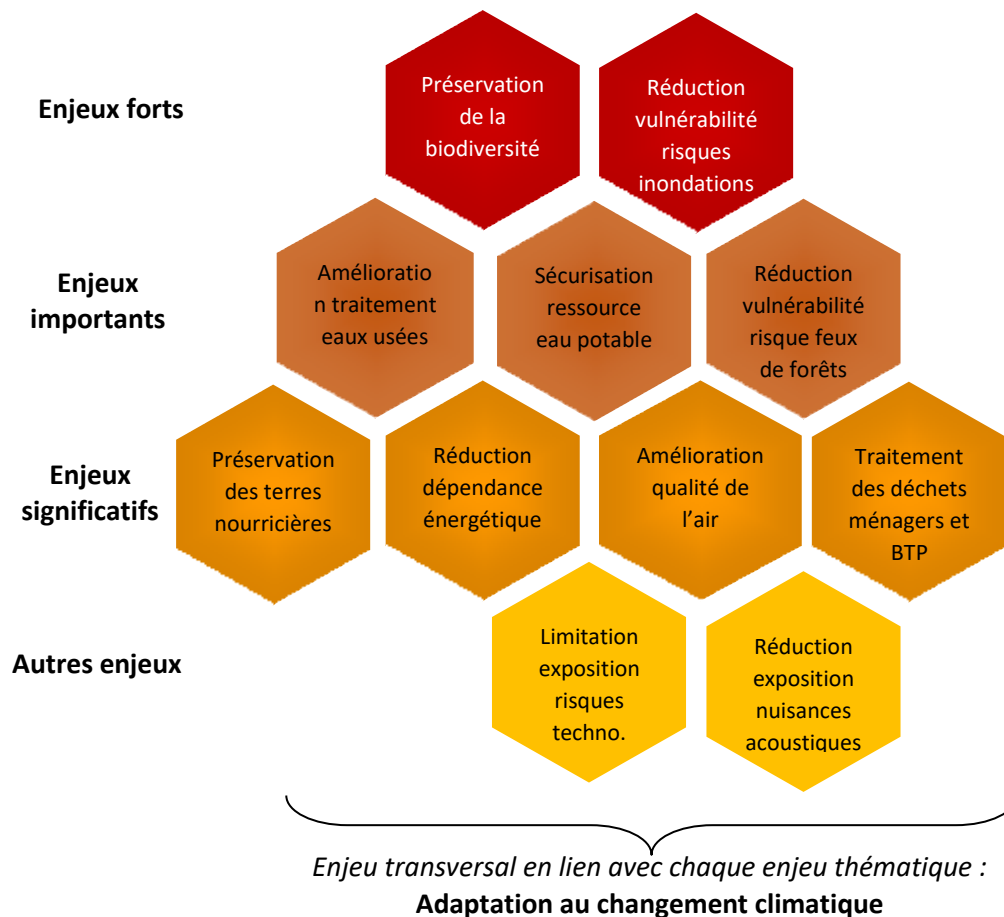 Enjeux forts
Préservation
de la
biodiversité
Réduction
vulnérabilité
risques
inondations
Enjeux
importants
Amélioratio
n traitement
eaux usées
Sécurisation
ressource
eau potable
Réduction
vulnérabilité
risque feux
de forêts
Enjeux
significatifs
Préservation
des terres
nourricières
Réduction
dépendance
énergétique
Amélioration
qualité de
l’air
Traitement
des déchets
ménagers et
BTP
Autres enjeux
Limitation
exposition
risques
techno.
Réduction
exposition
nuisances
acoustiques
Enjeu transversal en lien avec chaque enjeu thématique :
Adaptation au changement climatique